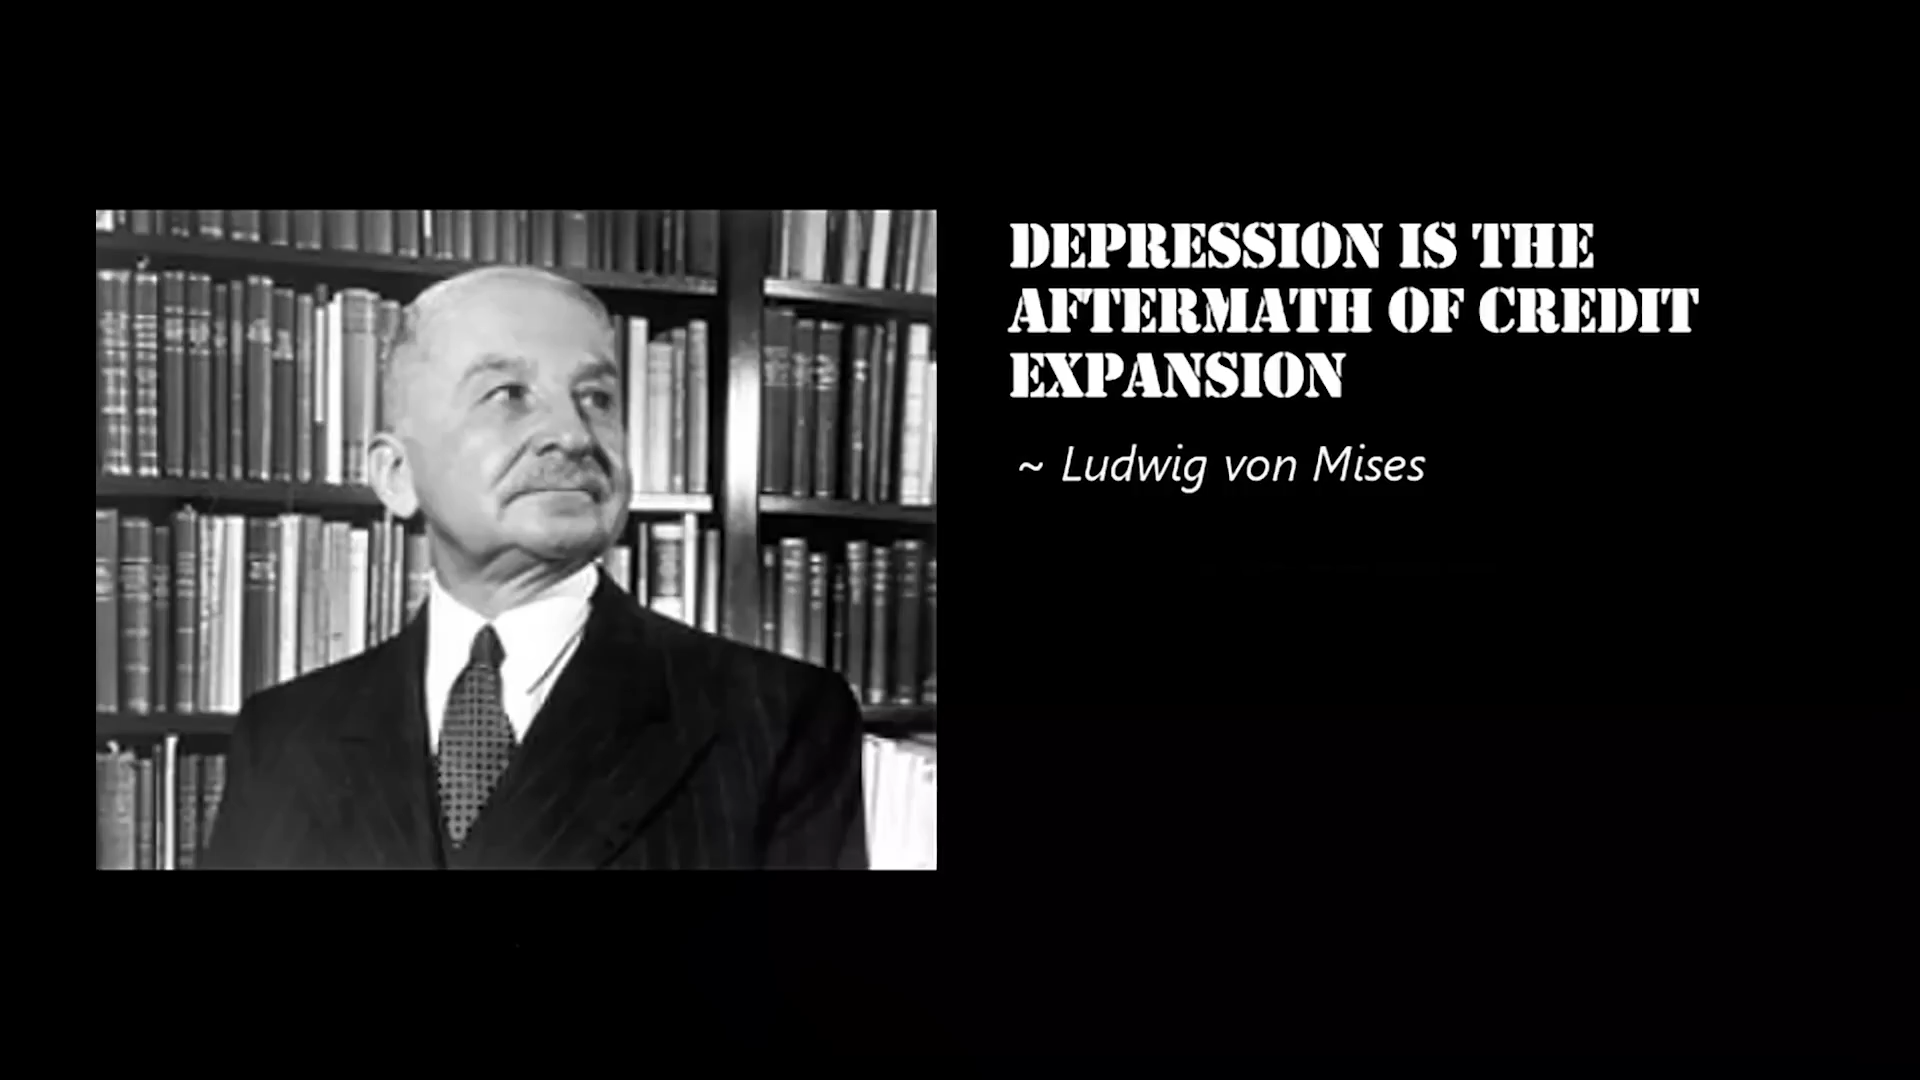 DEPRESSION IS THE
AFTERMATH OF CREDIT
EXPANSION
~ Ludwig von Mises